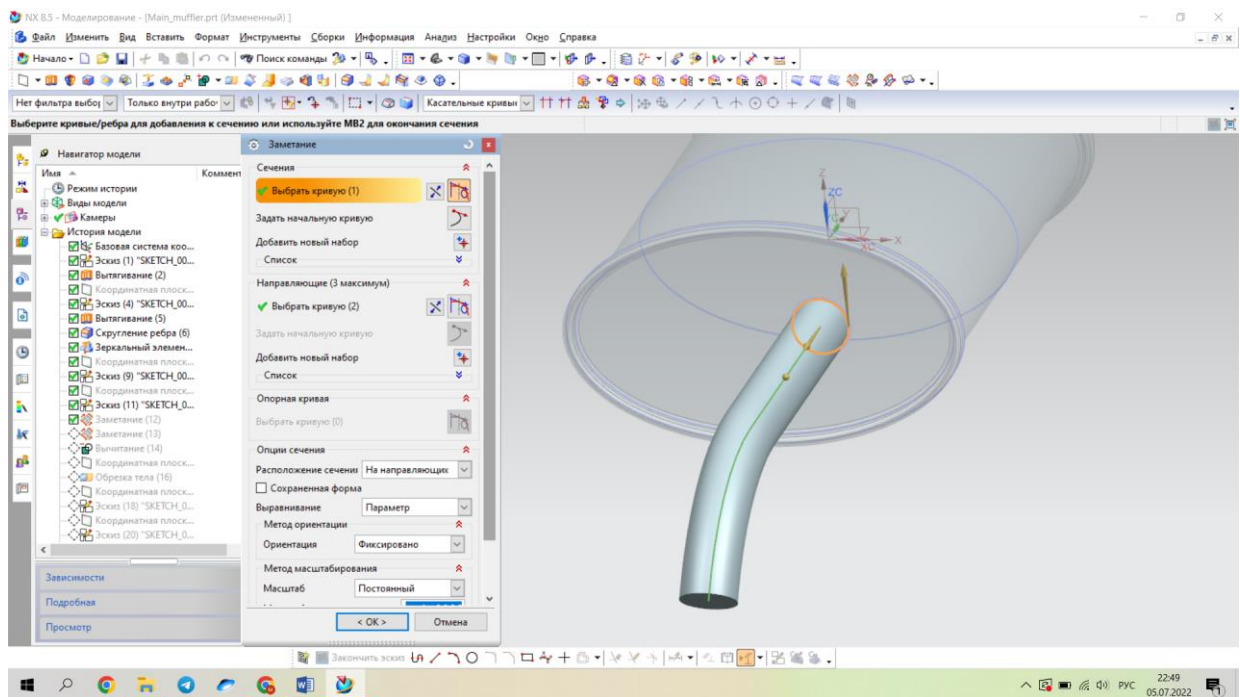 NX 8.5 - Моделирование - [Main_muffler.prt (Измененный) ]
Файл Изменить Вид Вставить Формат Инструменты Сборки Информация Анализ Настройки Окно Справка
Начало Поиск команды
Нет фильтра выбор Только внутри рабо Касательные кривы
Выберите кривые/ребра для добавления к сечению или используйте МВ2 для окончания сечения
Навигатор модели
Имя Коммент
Режим истории
Виды модели
Камеры
История модели
Базовая система коо...
Эскиз (1) "SKETCH_00...
Вытягивание (2)
Координатная плоск...
Эскиз (4) "SKETCH_00...
Вытягивание (5)
Скругление ребра (6)
Зеркальный элемен...
Координатная плоск...
Эскиз (9) "SKETCH_00...
Координатная плоск...
Эскиз (11) "SKETCH_0...
Заметание (12)
Заметание (13)
Вычитание (14)
Координатная плоск...
Обрезка тела (16)
Координатная плоск...
Эскиз (18) "SKETCH_0...
Координатная плоск...
Эскиз (20) "SKETCH_0...
Зависимости
Подробная
Просмотр
Заметание
Сечения
Выбрать кривую (1)
Задать начальную кривую
Добавить новый набор
Список
Направляющие (3 максимум)
Выбрать кривую (2)
Задать начальную кривую
Добавить новый набор
Список
Опорная кривая
Выбрать кривую (0)
Опции сечения
Расположение сечени На направляющих
Сохраненная форма
Выравнивание Параметр
Метод ориентации
Ориентация Фиксировано
Метод масштабирования
Масштаб Постоянный
< OK > Отмена
Z
ZC
Y
YC
X
XC
Закончить эскиз
РУС
22:49
05.07.2022